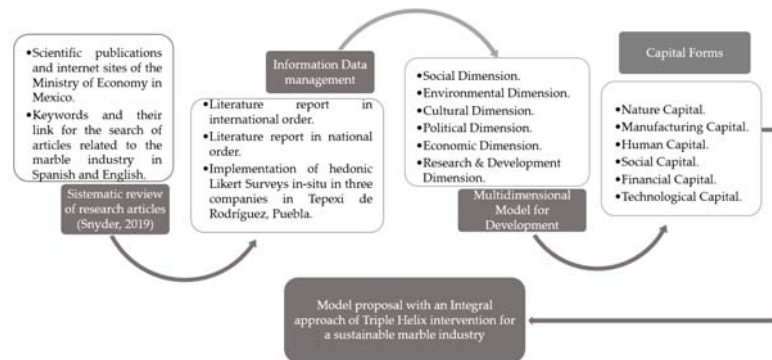 •Scientific publications
and internet sites of the
Ministry of Economy in
Mexico.
•Keywords and their
link for the search of
articles related to the
marble industry in
Spanish and English.
Sistematic review
of research articles
(Snyder, 2019)
Information Data
management
•Literature report in
international order.
•Literature report in national
order.
•Implementation of hedonic
Likert Surveys in-situ in three
companies in Tepexi de
Rodríguez, Puebla.
•Social Dimension.
•Environmental Dimension.
•Cultural Dimension.
•Political Dimension.
•Economic Dimension.
•Research & Development
Dimension.
Multidimensional
Model for
Development
Capital Forms
•Nature Capital.
•Manufacturing Capital.
•Human Capital.
•Social Capital.
•Financial Capital.
•Technological Capital.
Model proposal with an Integral
approach of Triple Helix intervention for
a sustainable marble industry